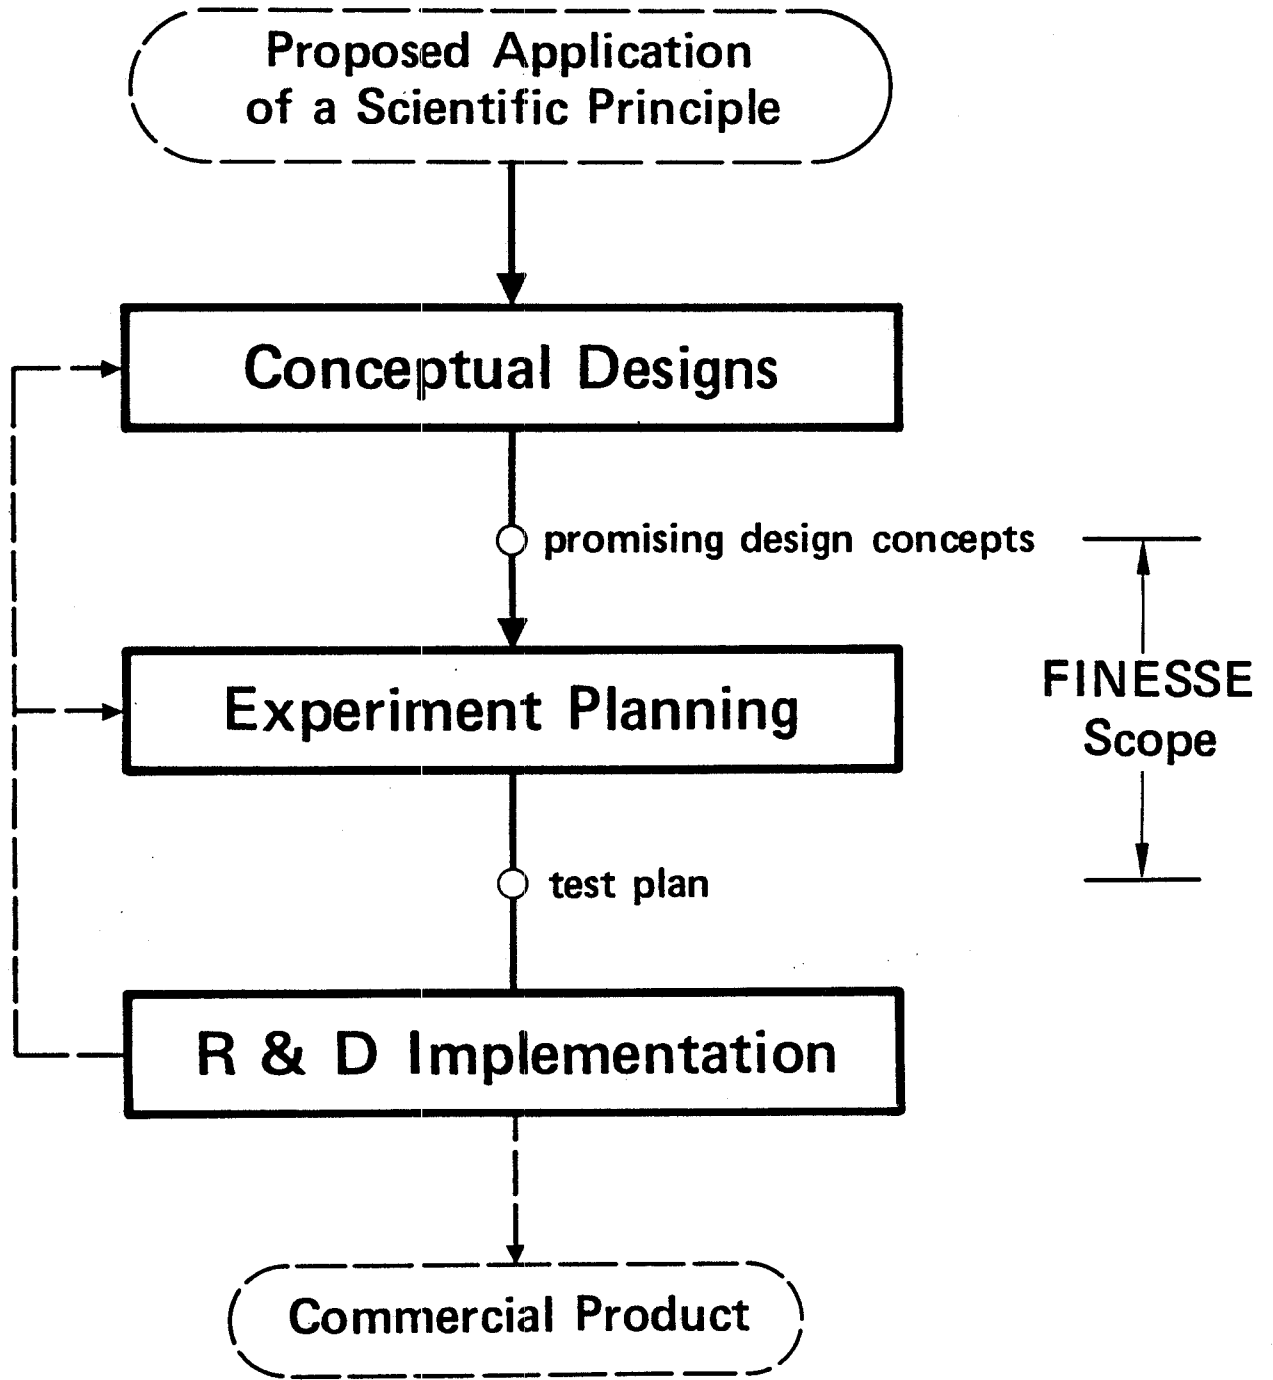 Proposed Application
of a Scientific Principle
Conceptual Designs
promising design concepts
Experiment Planning
FINESSE
Scope
test plan
R & D Implementation
Commercial Product